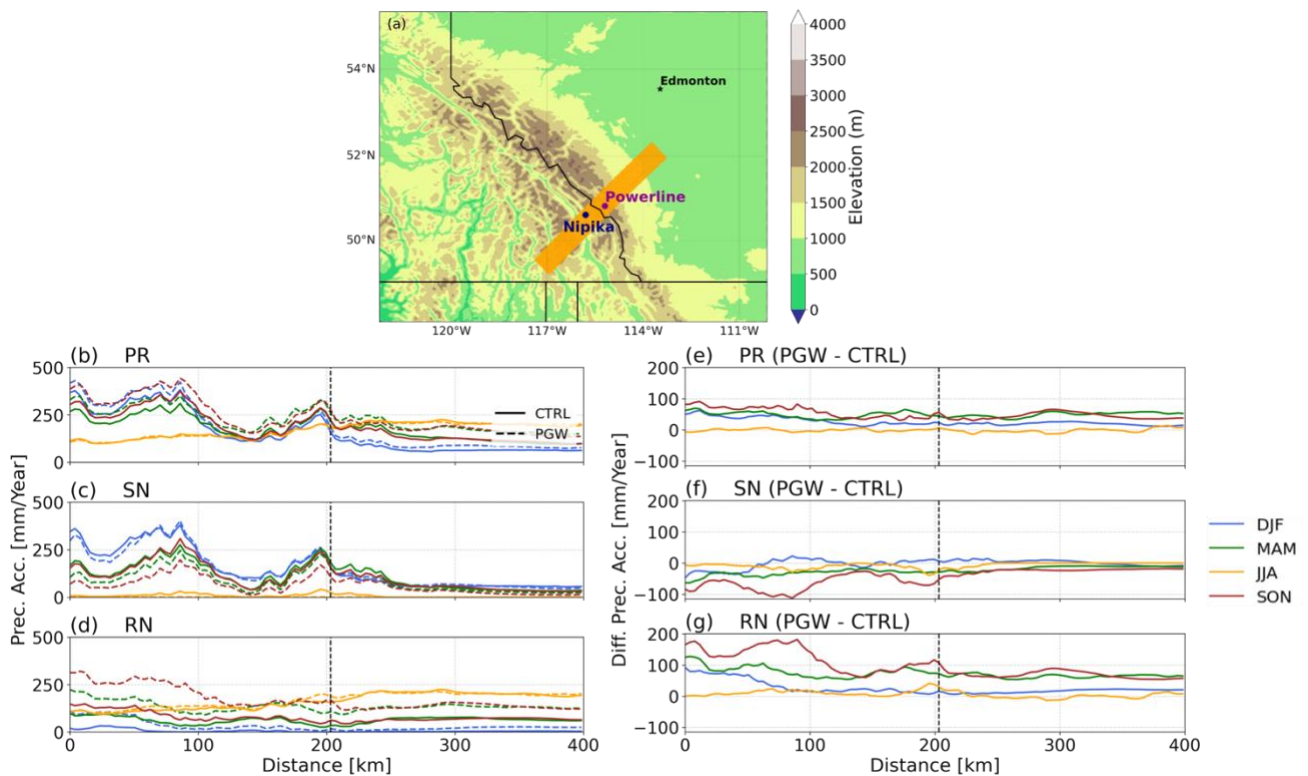 (a)
54°N
52°N
50°N
120°W 117°W 114°W 111°W
Edmonton
Powerline
Nipika
4000
3500
3000
2500
2000
1500
1000
500
0
Elevation (m)
(b) PR
500
250
0
CTRL
PGW
(c) SN
500
250
0
(d) RN
500
250
0
0 100 200 300 400
Distance [km]
Prec. Acc. [mm/Year]
(e) PR (PGW - CTRL)
200
100
0
−100
(f) SN (PGW - CTRL)
200
100
0
−100
(g) RN (PGW - CTRL)
200
100
0
−100
0 100 200 300 400
Distance [km]
Diff. Prec. Acc. [mm/Year]
DJF
MAM
JJA
SON